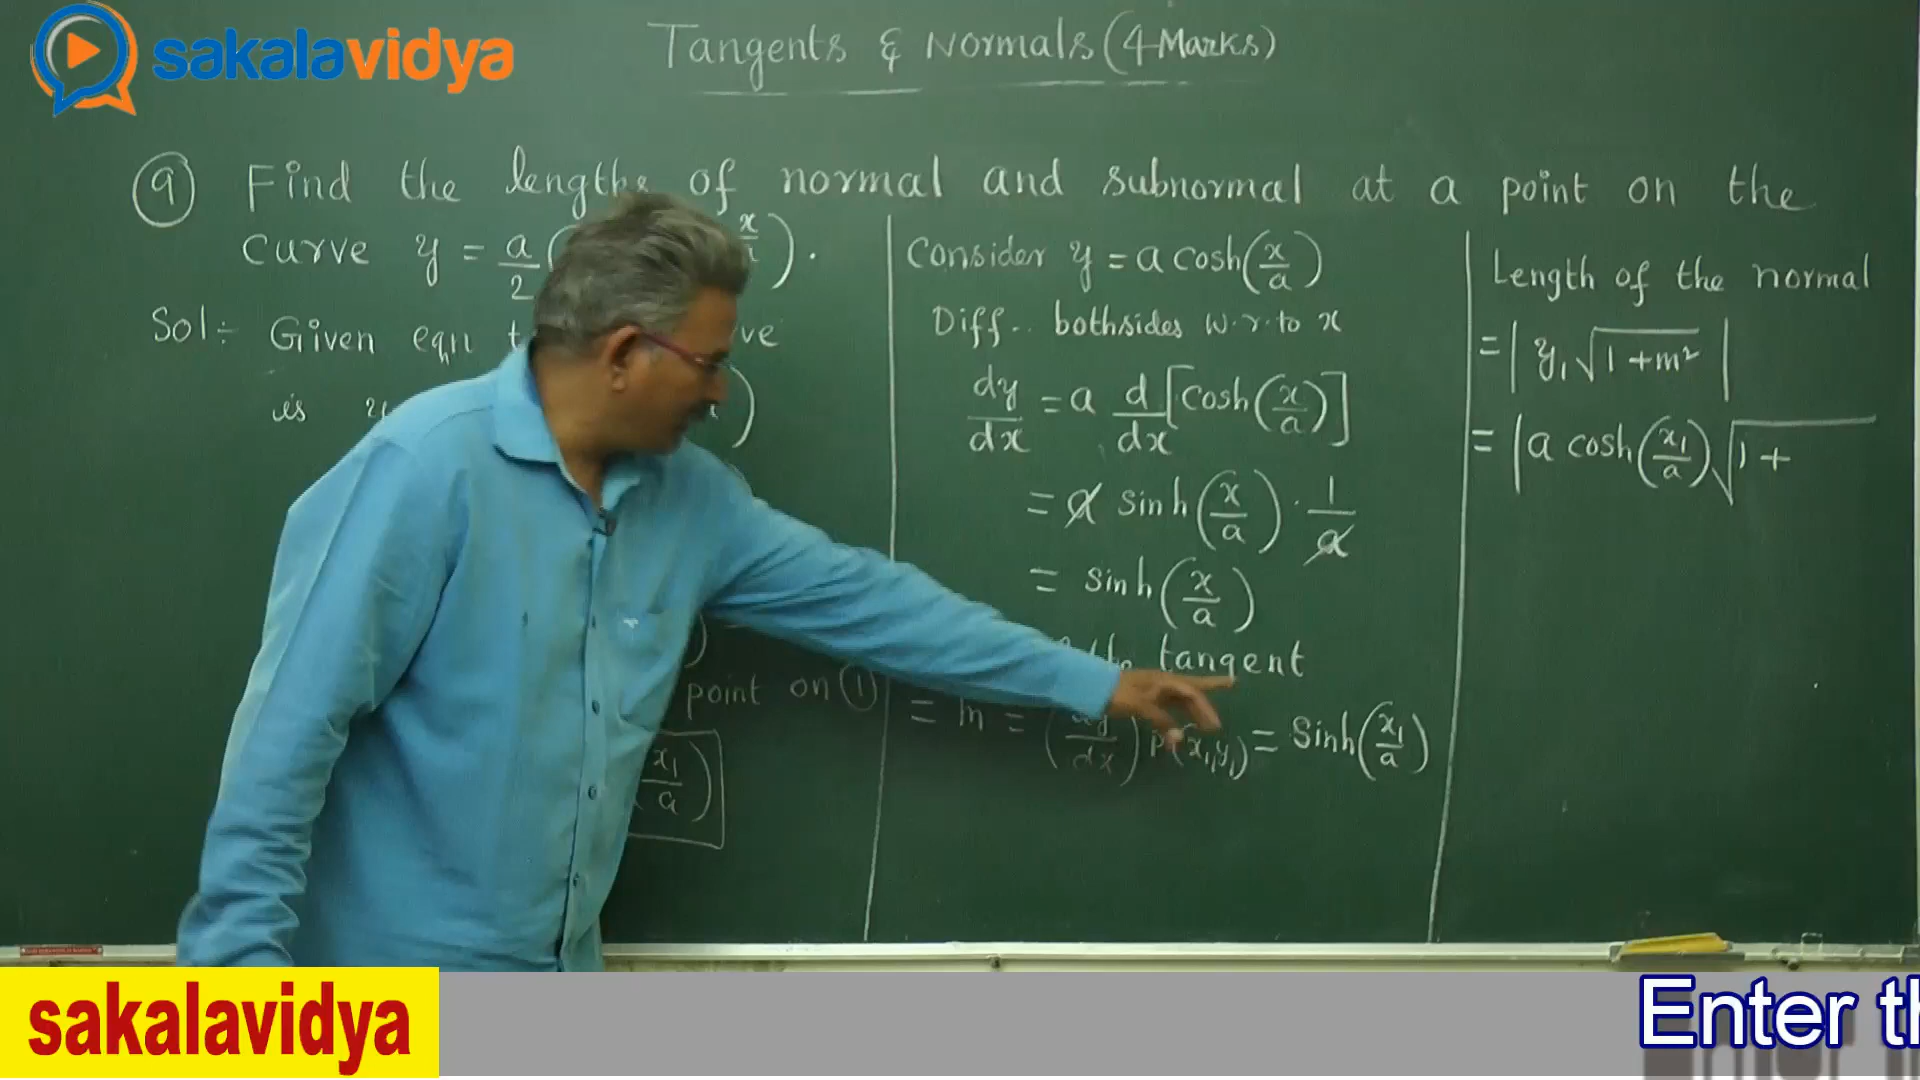 sakalavidya
Tangents & Normals (4 Marks)
9 Find the lengths of normal and subnormal at a point on the
curve y = a/2 ( x/ ) .
Sol:- Given eqn
is
point on (1)
(x₁/a)
Consider y = a cosh(x/a)
Diff.. bothsides w.r.to x
dy/dx = a d/dx [cosh(x/a)]
= a sinh(x/a) . 1/a
= sinh(x/a)
tangent
= m = (dy/dx) P(x₁,y₁) = Sinh(x₁/a)
Length of the normal
= | y₁ √1+m² |
= | a cosh(x₁/a) √1 +
sakalavidya
Enter th